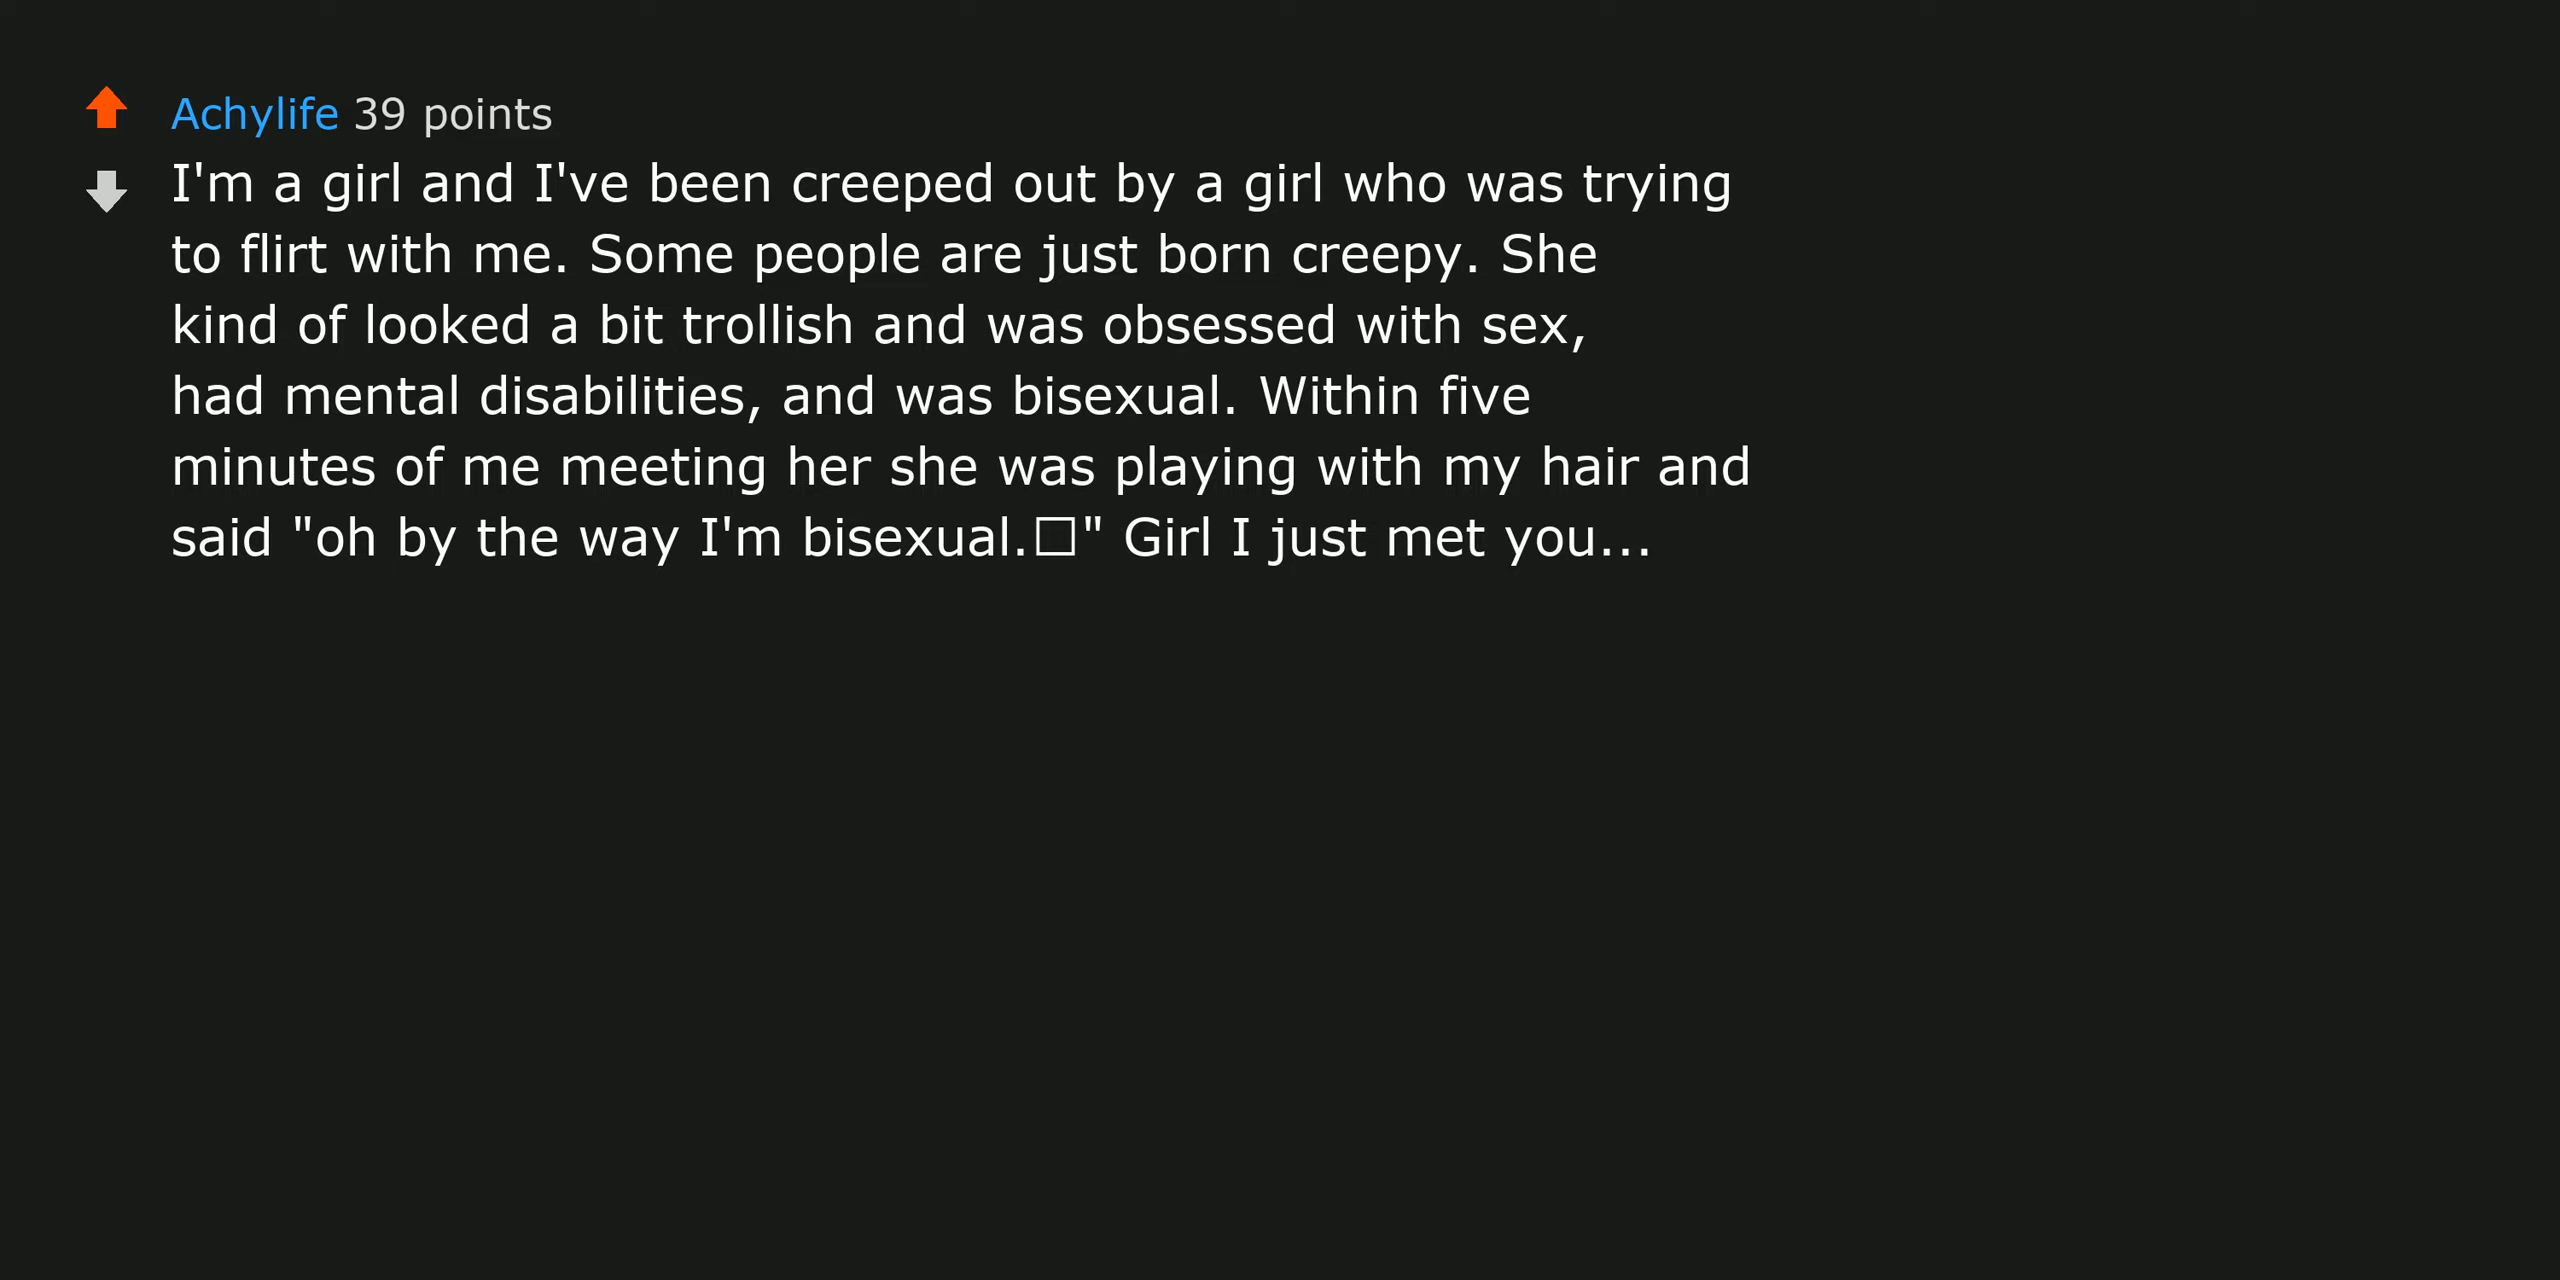 Achylife 39 points
I'm a girl and I've been creeped out by a girl who was trying
to flirt with me. Some people are just born creepy. She
kind of looked a bit trollish and was obsessed with sex,
had mental disabilities, and was bisexual. Within five
minutes of me meeting her she was playing with my hair and
said "oh by the way I'm bisexual.□" Girl I just met you...